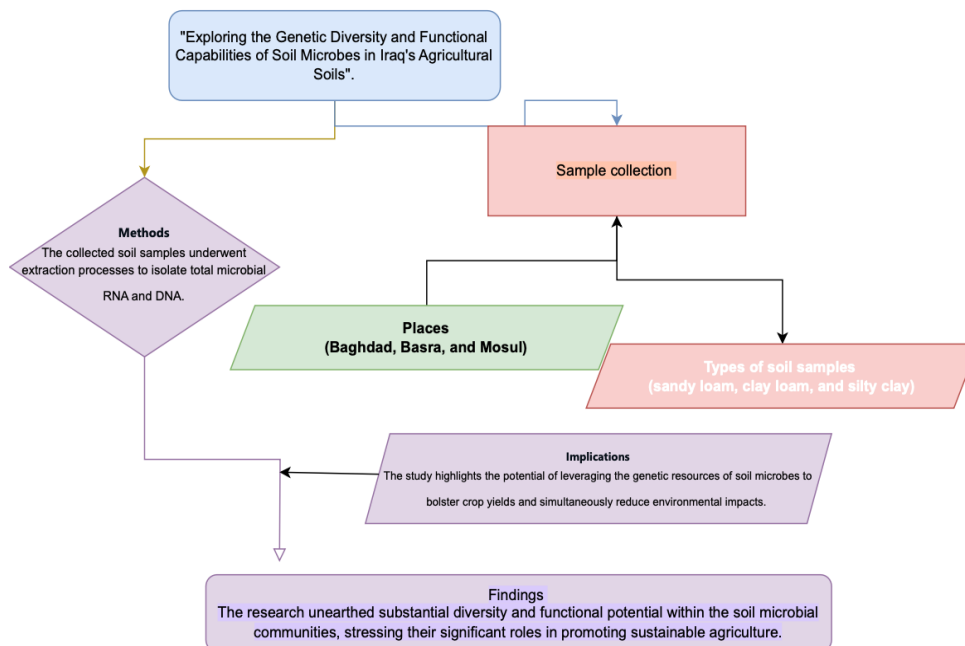 "Exploring the Genetic Diversity and Functional
Capabilities of Soil Microbes in Iraq's Agricultural
Soils".
Sample collection
Methods
The collected soil samples underwent
extraction processes to isolate total microbial
RNA and DNA.
Places
(Baghdad, Basra, and Mosul)
Types of soil samples
(sandy loam, clay loam, and silty clay)
Implications
The study highlights the potential of leveraging the genetic resources of soil microbes to
bolster crop yields and simultaneously reduce environmental impacts.
Findings
The research unearthed substantial diversity and functional potential within the soil microbial
communities, stressing their significant roles in promoting sustainable agriculture.